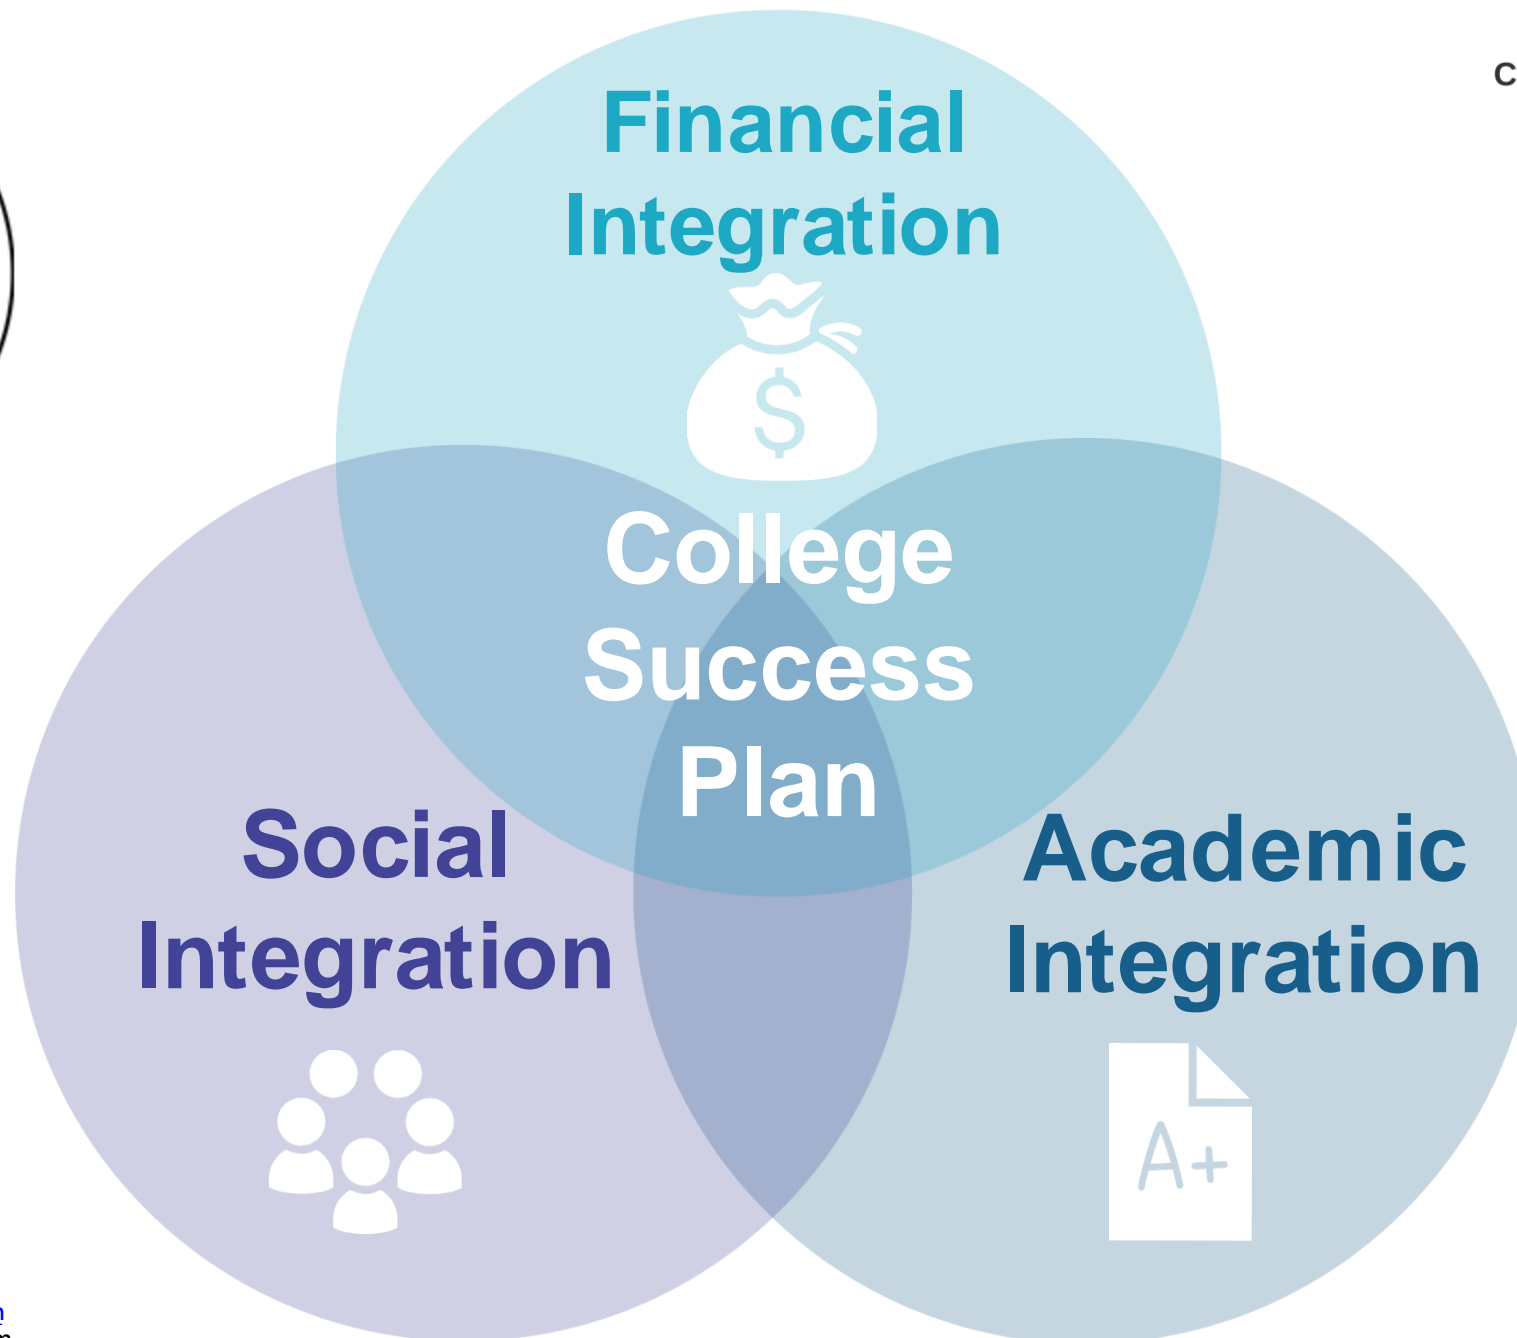 C
Financial
Integration
$
College
Success
Plan
Social
Integration
Academic
Integration
A+